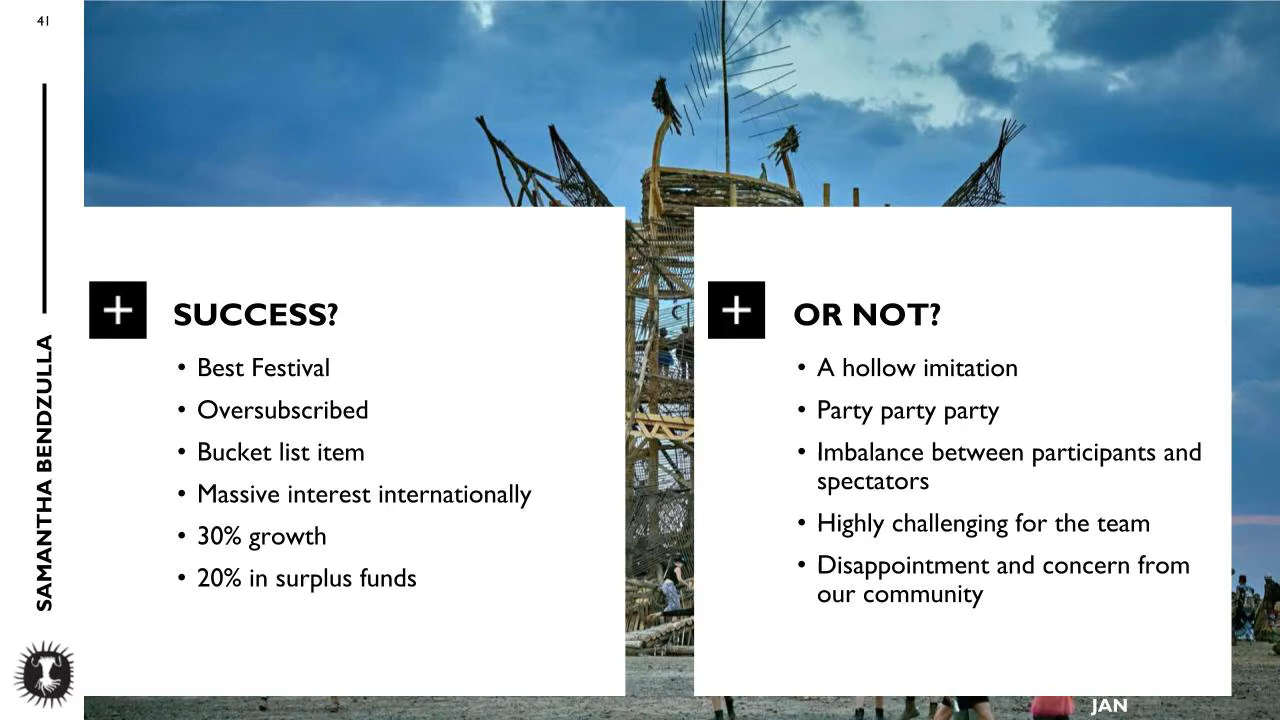 41
SAMANTHA BENDZULLA
SUCCESS?
• Best Festival
• Oversubscribed
• Bucket list item
• Massive interest internationally
• 30% growth
• 20% in surplus funds
OR NOT?
• A hollow imitation
• Party party party
• Imbalance between participants and
spectators
• Highly challenging for the team
• Disappointment and concern from
our community
JAN